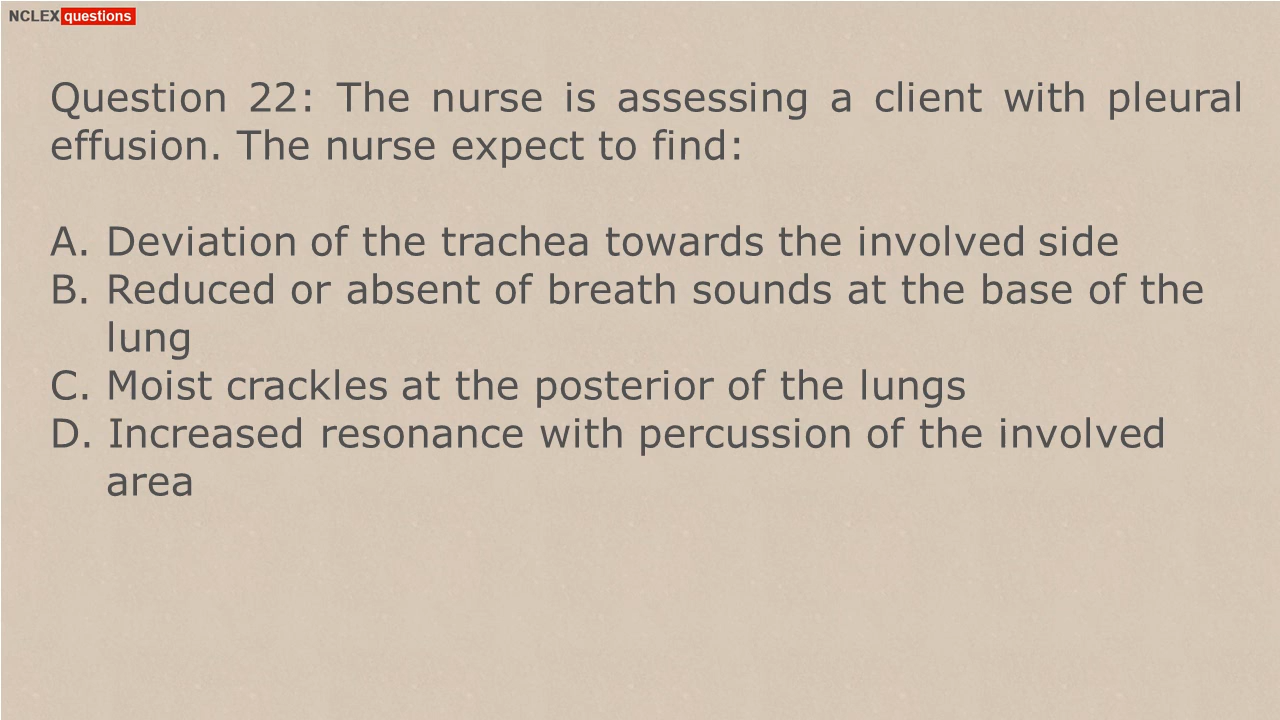 NCLEX questions
Question 22: The nurse is assessing a client with pleural
effusion. The nurse expect to find:
A. Deviation of the trachea towards the involved side
B. Reduced or absent of breath sounds at the base of the
lung
C. Moist crackles at the posterior of the lungs
D. Increased resonance with percussion of the involved
area